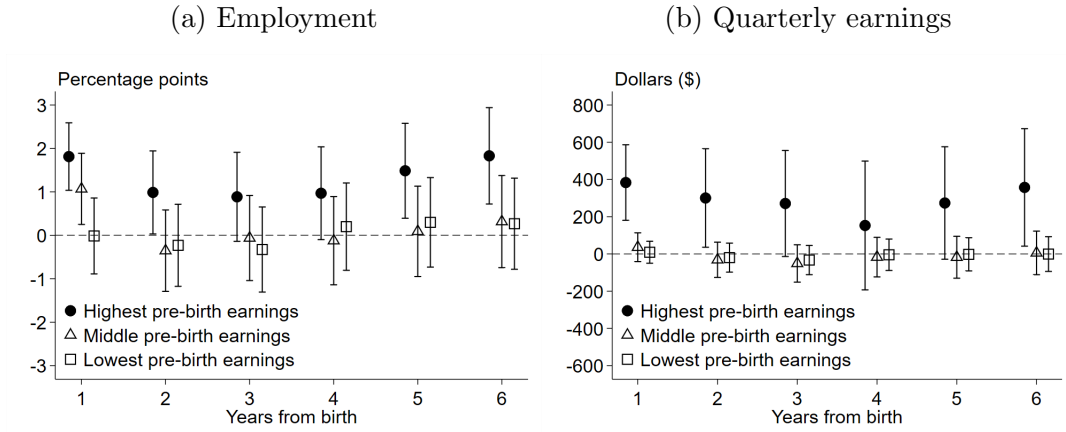 (a) Employment
Percentage points
3
2
1
0
-1
-2
-3
Highest pre-birth earnings
Middle pre-birth earnings
Lowest pre-birth earnings
1 2 3 4 5 6
Years from birth
(b) Quarterly earnings
Dollars ($)
800
600
400
200
0
-200
-400
-600
Highest pre-birth earnings
Middle pre-birth earnings
Lowest pre-birth earnings
1 2 3 4 5 6
Years from birth